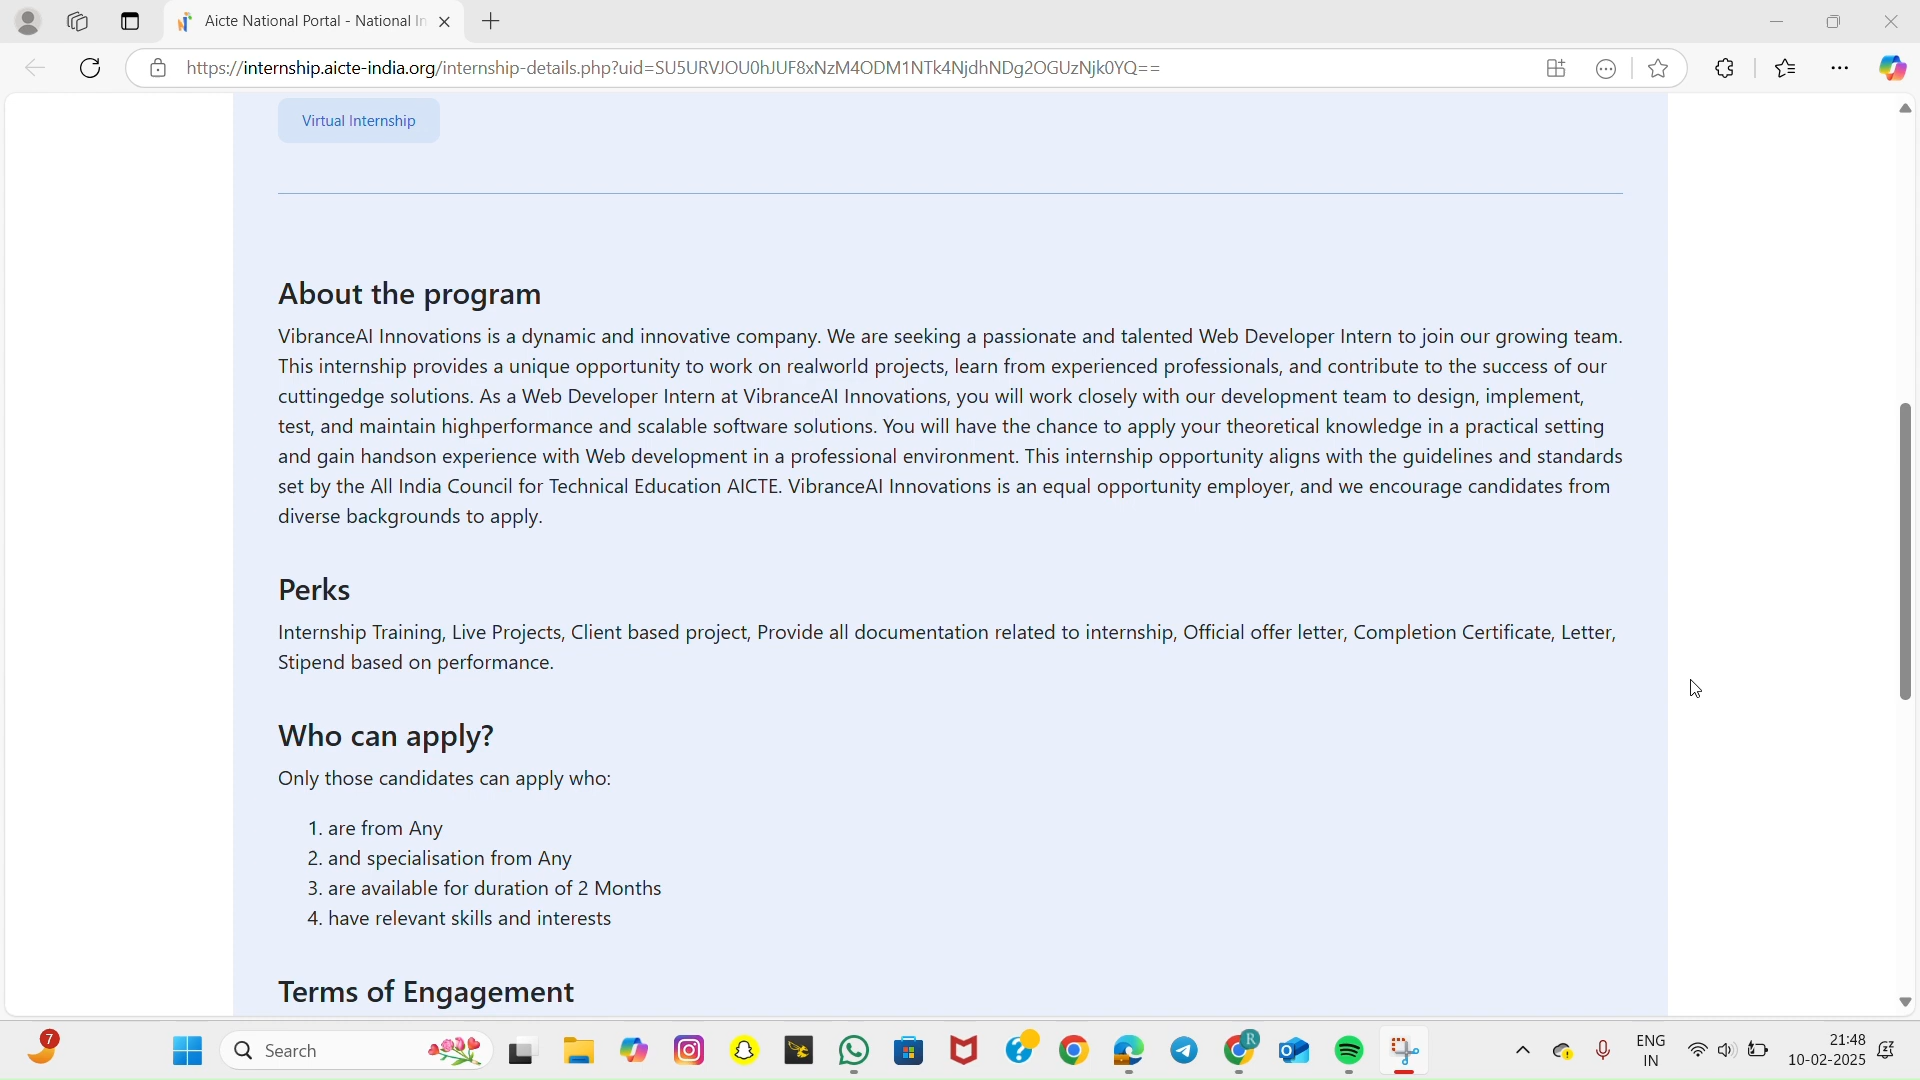 Aicte National Portal - National In
https://internship.aicte-india.org/internship-details.php?uid=SU5URVJOU0hJUF8xNzM4ODM1NTk4NjdhNDg2OGUzNjk0YQ==
Virtual Internship
About the program
VibranceAI Innovations is a dynamic and innovative company. We are seeking a passionate and talented Web Developer Intern to join our growing team.
This internship provides a unique opportunity to work on realworld projects, learn from experienced professionals, and contribute to the success of our
cuttingedge solutions. As a Web Developer Intern at VibranceAI Innovations, you will work closely with our development team to design, implement,
test, and maintain highperformance and scalable software solutions. You will have the chance to apply your theoretical knowledge in a practical setting
and gain handson experience with Web development in a professional environment. This internship opportunity aligns with the guidelines and standards
set by the All India Council for Technical Education AICTE. VibranceAI Innovations is an equal opportunity employer, and we encourage candidates from
diverse backgrounds to apply.
Perks
Internship Training, Live Projects, Client based project, Provide all documentation related to internship, Official offer letter, Completion Certificate, Letter,
Stipend based on performance.
Who can apply?
Only those candidates can apply who:
1. are from Any
2. and specialisation from Any
3. are available for duration of 2 Months
4. have relevant skills and interests
Terms of Engagement
7
Search
R
ENG
IN
21:48
10-02-2025